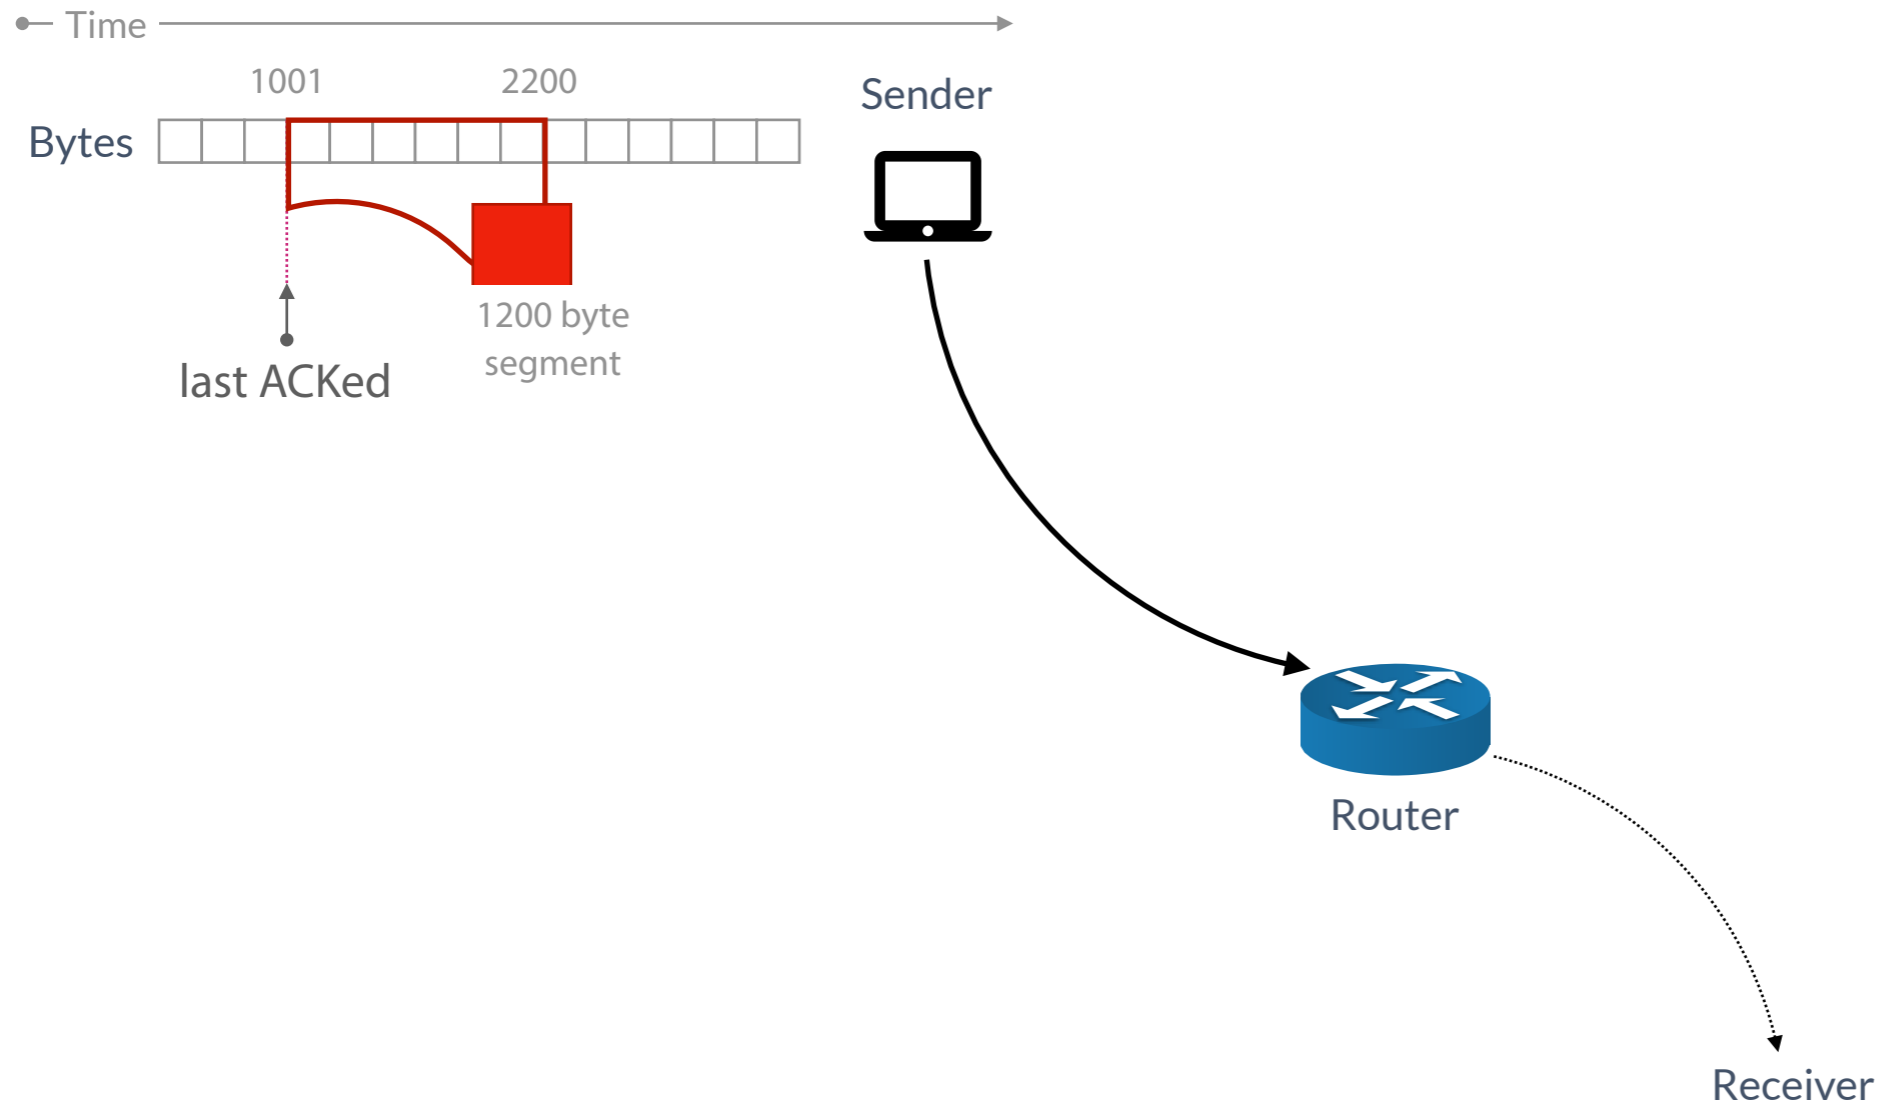 Time
1001
2200
Sender
Bytes
1200 byte
segment
last ACKed
Router
Receiver